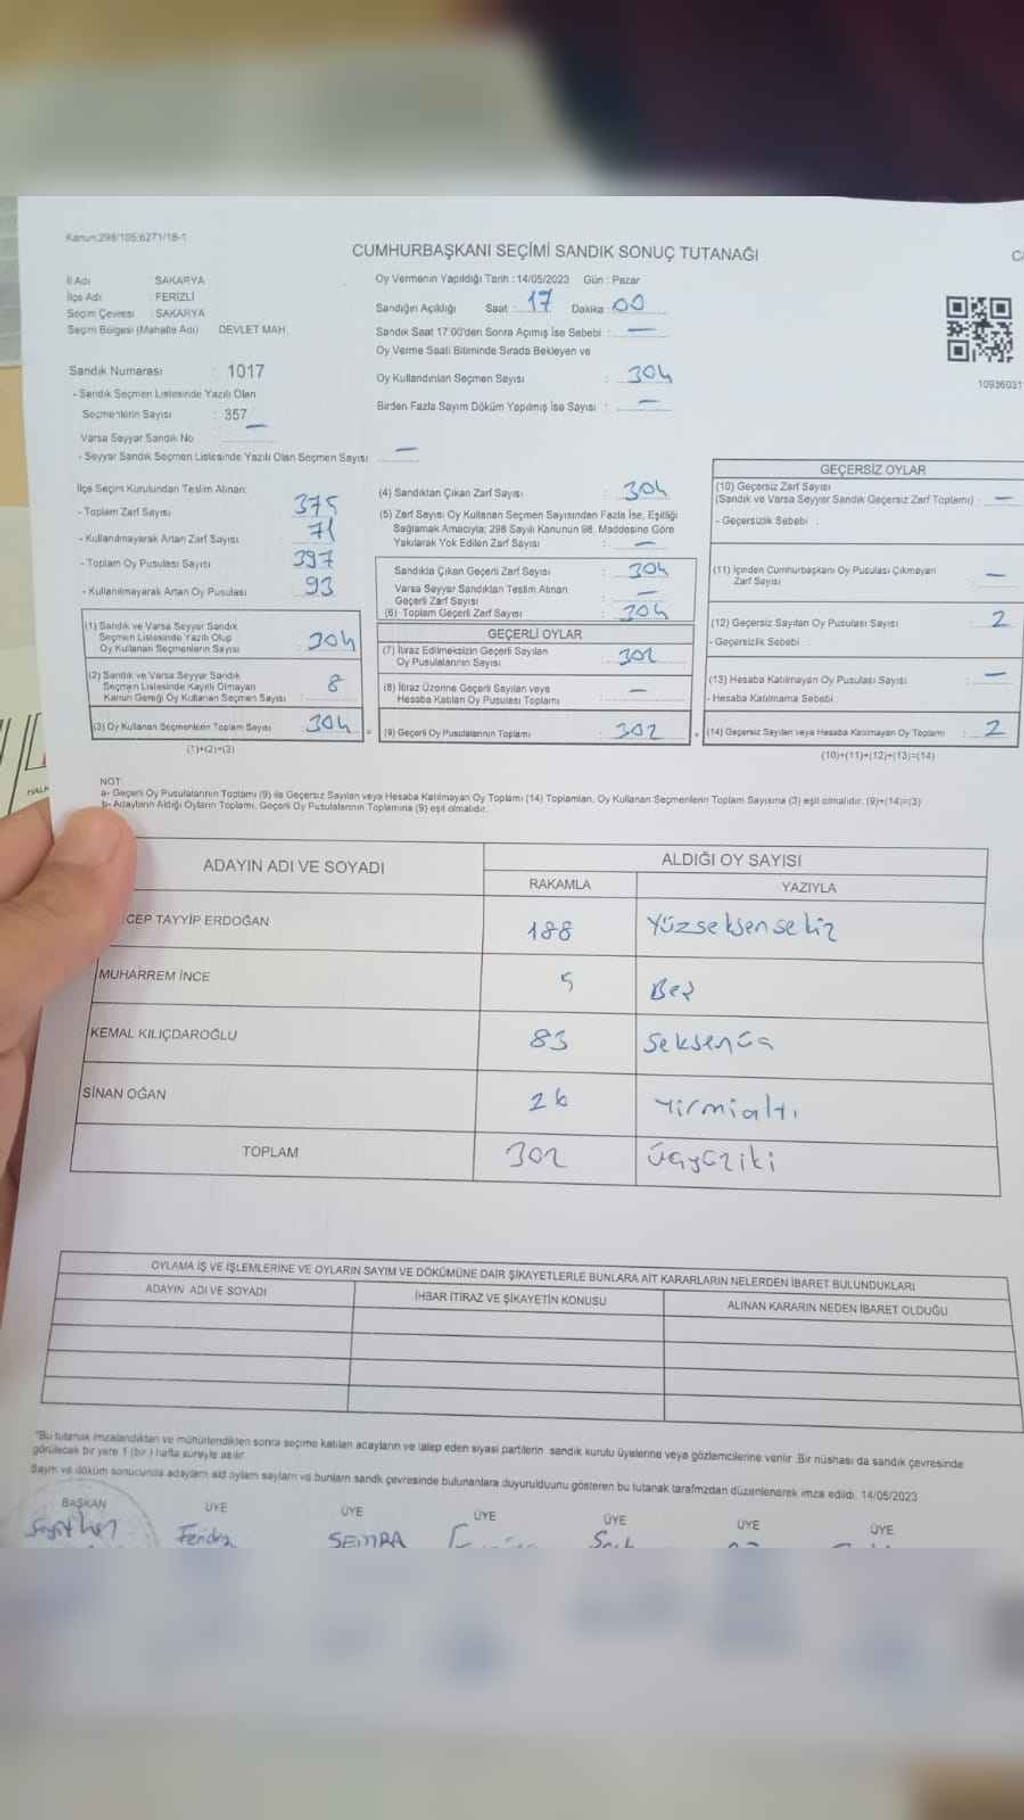 Kanun:298/105;6271/18-1
CUMHURBAŞKANI SEÇİMİ SANDIK SONUÇ TUTANAĞI
İl Adı : SAKARYA
İlçe Adı : FERİZLİ
Seçim Çevresi : SAKARYA
Seçim Bölgesi (Mahalle Adı) : DEVLET MAH.
Sandık Numarası : 1017
- Sandık Seçmen Listesinde Yazılı Olan
Seçmenlerin Sayısı : 357
Varsa Seyyar Sandık No —
- Seyyar Sandık Seçmen Listesinde Yazılı Olan Seçmen Sayısı —
Oy Vermenin Yapıldığı Tarih : 14/05/2023 Gün : Pazar
Sandığın Açıldığı Saat : 17 Dakika 00
Sandık Saat 17:00'den Sonra Açılmış İse Sebebi : —
Oy Verme Saati Bitiminde Sırada Bekleyen ve
Oy Kullandırılan Seçmen Sayısı : 304
Birden Fazla Sayım Döküm Yapılmış İse Sayısı : —
10936031
İlçe Seçim Kurulundan Teslim Alınan:
- Toplam Zarf Sayısı 375
- Kullanılmayarak Artan Zarf Sayısı 71
- Toplam Oy Pusulası Sayısı 397
- Kullanılmayarak Artan Oy Pusulası 93
(1) Sandık ve Varsa Seyyar Sandık
Seçmen Listesinde Yazılı Olup
Oy Kullanan Seçmenlerin Sayısı 304
(2) Sandık ve Varsa Seyyar Sandık
Seçmen Listesinde Kayıtlı Olmayan
Kanun Gereği Oy Kullanan Seçmen Sayısı : 8
(3) Oy Kullanan Seçmenlerin Toplam Sayısı 304
(1)+(2)=(3)
(4) Sandıktan Çıkan Zarf Sayısı : 304
(5) Zarf Sayısı Oy Kullanan Seçmen Sayısından Fazla İse, Eşitliği
Sağlamak Amacıyla; 298 Sayılı Kanunun 98. Maddesine Göre
Yakılarak Yok Edilen Zarf Sayısı : —
Sandıkta Çıkan Geçerli Zarf Sayısı : 304
Varsa Seyyar Sandıktan Teslim Alınan
Geçerli Zarf Sayısı : —
(6) Toplam Geçerli Zarf Sayısı : 304
GEÇERLİ OYLAR
(7) İtiraz Edilmeksizin Geçerli Sayılan
Oy Pusulalarının Sayısı : 302
(8) İtiraz Üzerine Geçerli Sayılan veya
Hesaba Katılan Oy Pusulası Toplamı : —
(9) Geçerli Oy Pusulalarının Toplamı : 302
GEÇERSİZ OYLAR
(10) Geçersiz Zarf Sayısı
(Sandık ve Varsa Seyyar Sandık Geçersiz Zarf Toplamı) : —
- Geçersizlik Sebebi :
(11) İçinden Cumhurbaşkanı Oy Pusulası Çıkmayan
Zarf Sayısı : —
(12) Geçersiz Sayılan Oy Pusulası Sayısı : 2
- Geçersizlik Sebebi :
(13) Hesaba Katılmayan Oy Pusulası Sayısı : —
- Hesaba Katılmama Sebebi
(14) Geçersiz Sayılan veya Hesaba Katılmayan Oy Toplamı : 2
(10)+(11)+(12)+(13)=(14)
NOT:
a- Geçerli Oy Pusulalarının Toplamı (9) ile Geçersiz Sayılan veya Hesaba Katılmayan Oy Toplamı (14) Toplamları, Oy Kullanan Seçmenlerin Toplam Sayısına (3) eşit olmalıdır. (9)+(14)=(3)
b- Adayların Aldığı Oyların Toplamı, Geçerli Oy Pusulalarının Toplamına (9) eşit olmalıdır.
ADAYIN ADI VE SOYADI
ALDIĞI OY SAYISI
RAKAMLA YAZIYLA
CEP TAYYİP ERDOĞAN 188 Yüzseksensekiz
MUHARREM İNCE 5 Beş
KEMAL KILIÇDAROĞLU 83 Seksenüç
SİNAN OĞAN 26 Yirmialtı
TOPLAM 302 Üçyüziki
OYLAMA İŞ VE İŞLEMLERİNE VE OYLARIN SAYIM VE DÖKÜMÜNE DAİR ŞİKAYETLERLE BUNLARA AİT KARARLARIN NELERDEN İBARET BULUNDUKLARI
ADAYIN ADI VE SOYADI İHBAR İTİRAZ VE ŞİKAYETİN KONUSU ALINAN KARARIN NEDEN İBARET OLDUĞU
"Bu tutanak imzalandıktan ve mühürlendikten sonra seçime katılan adayların ve talep eden siyasi partilerin sandık kurulu üyelerine veya gözlemcilerine verilir. Bir nüshası da sandık çevresinde
görülecek bir yere 1 (bir) hafta süreyle asılır.
Sayım ve döküm sonucunda adayların ald oyların sayıları ve bunların sandık çevresinde bulunanlara duyurulduunu gösteren bu tutanak tarafımzdan düzenlenerek imza edildi. 14/05/2023
BAŞKAN ÜYE ÜYE ÜYE ÜYE ÜYE ÜYE
SEMRA